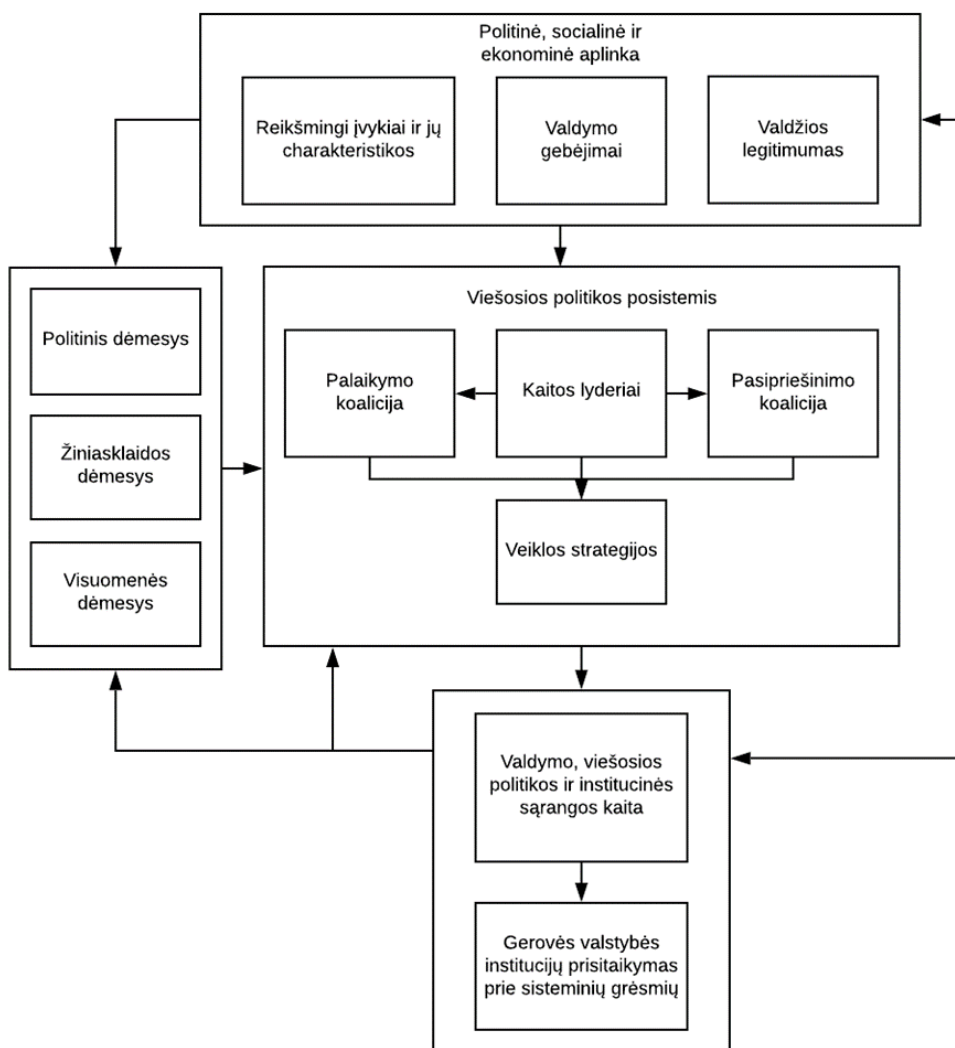 Politinė, socialinė ir
ekonominė aplinka
Reikšmingi įvykiai ir jų
charakteristikos
Valdymo
gebėjimai
Valdžios
legitimumas
Politinis dėmesys
Žiniasklaidos
dėmesys
Visuomenės
dėmesys
Viešosios politikos posistemis
Palaikymo
koalicija
Kaitos lyderiai
Pasipriešinimo
koalicija
Veiklos strategijos
Valdymo, viešosios
politikos ir institucinės
sąrangos kaita
Gerovės valstybės
institucijų prisitaikymas
prie sisteminių grėsmių